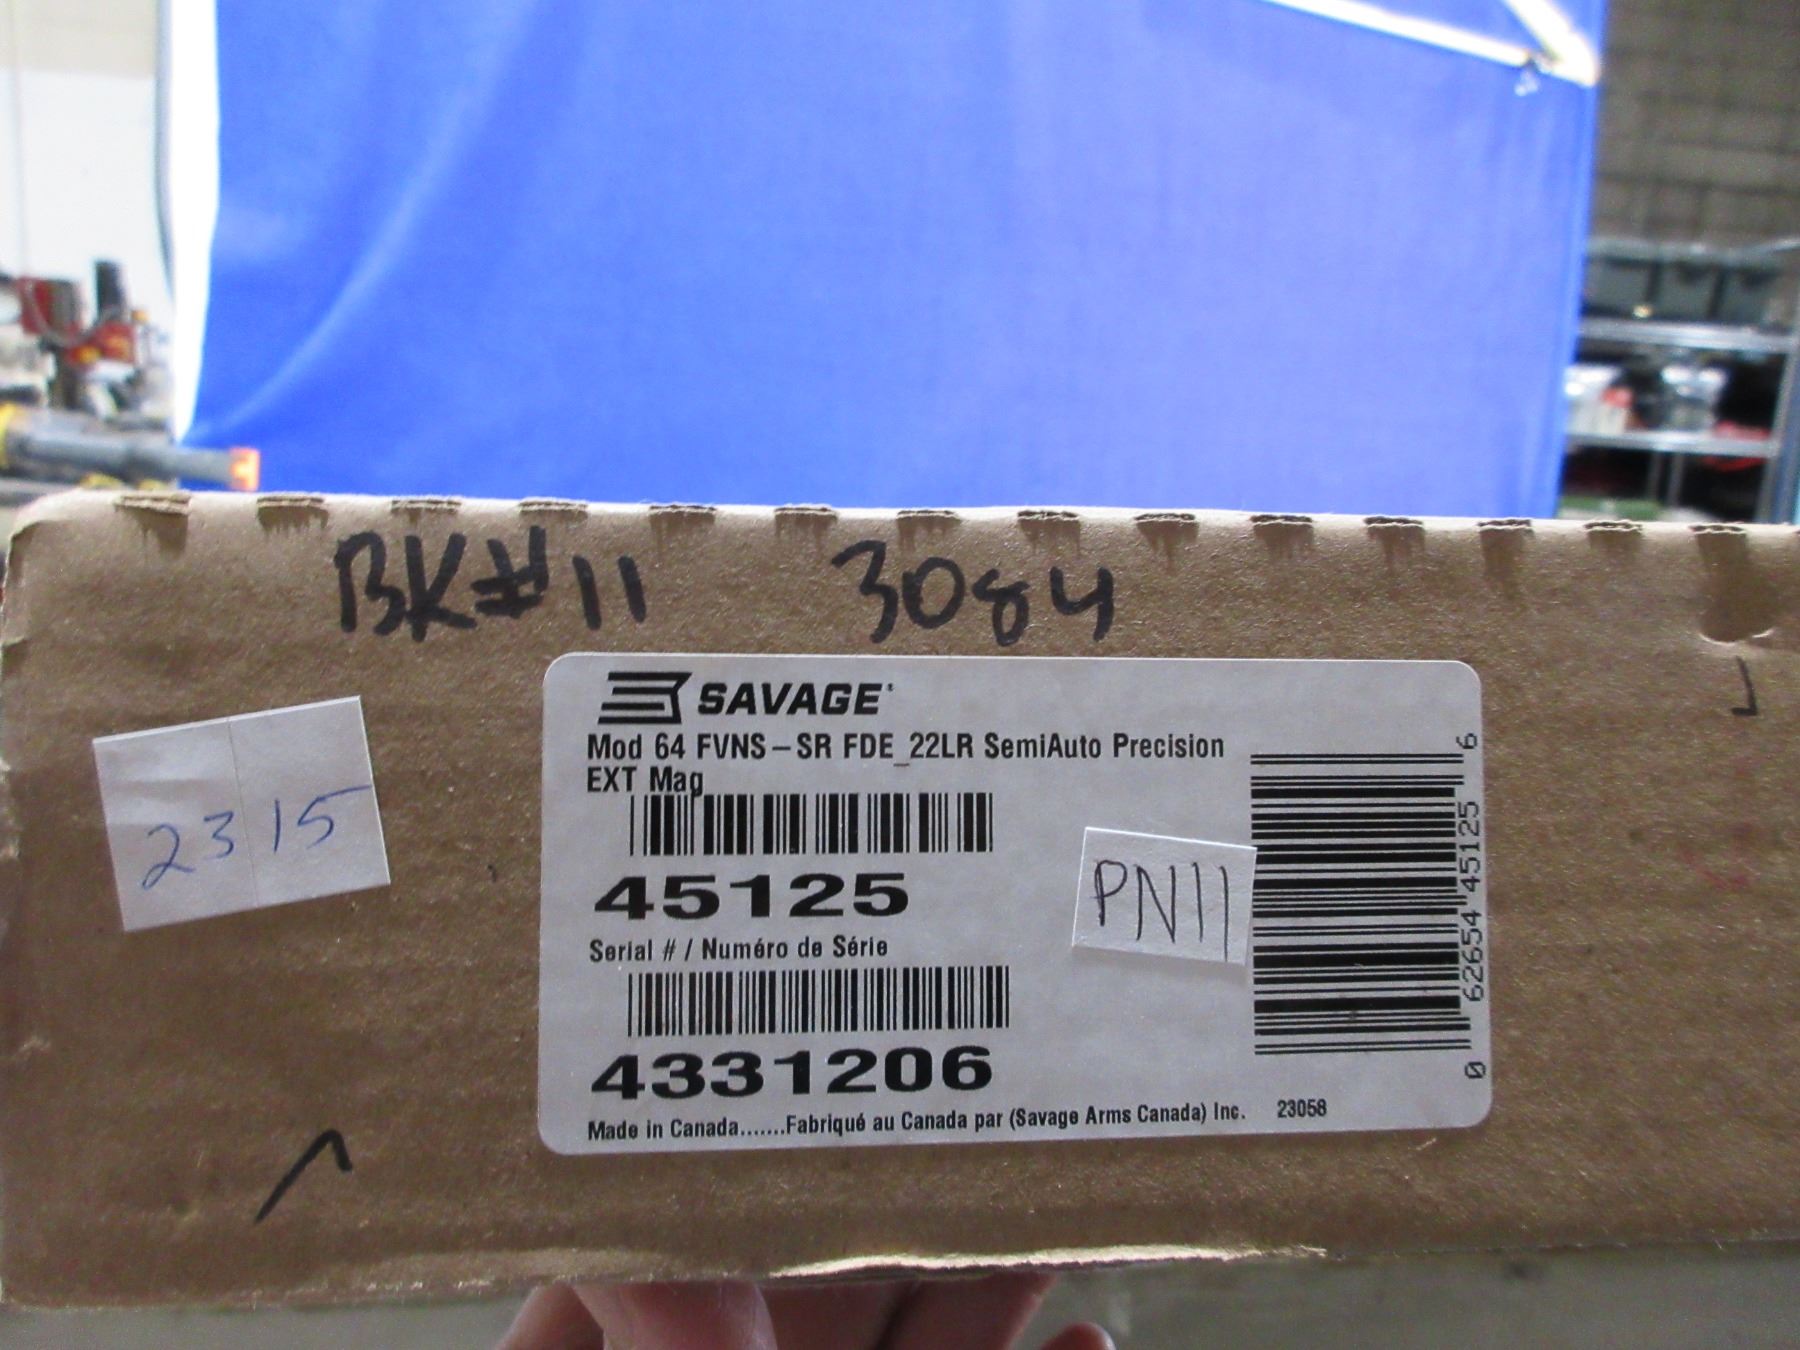 BK#11 3084
SAVAGE
Mod 64 FVNS-SR FDE_22LR SemiAuto Precision
EXT Mag
45125
Serial # / Numéro de Série
4331206
Made in Canada.......Fabriqué au Canada par (Savage Arms Canada) Inc. 23058
2315
PN11
0 62654 45125 6